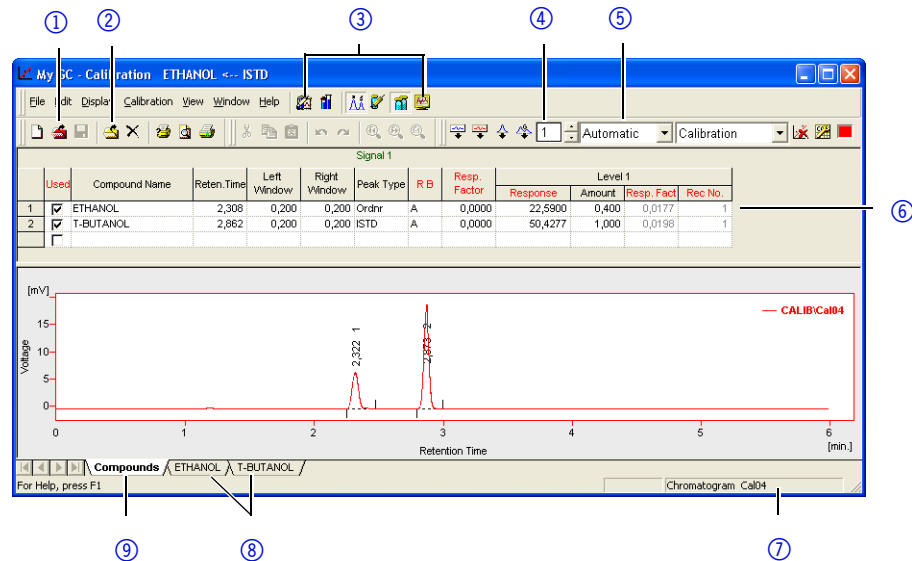 ① ② ③ ④ ⑤
My GC - Calibration ETHANOL <-- ISTD
File Edit Display Calibration View Window Help
1 Automatic Calibration
Signal 1
Used Compound Name Reten.Time Left Window Right Window Peak Type R B Resp. Factor Level 1
Response Amount Resp. Fact Rec No.
1 ETHANOL 2,308 0,200 0,200 Ordnr A 0,0000 22,5900 0,400 0,0177 1
2 T-BUTANOL 2,862 0,200 0,200 ISTD A 0,0000 50,4277 1,000 0,0198 1
⑥
[mV]
CALIB\Cal04
15
10
5
0
Voltage
2,322 1
2,873 2
0 1 2 3 4 5 6
Retention Time
[min.]
Compounds ETHANOL T-BUTANOL
For Help, press F1 Chromatogram Cal04
⑨ ⑧ ⑦